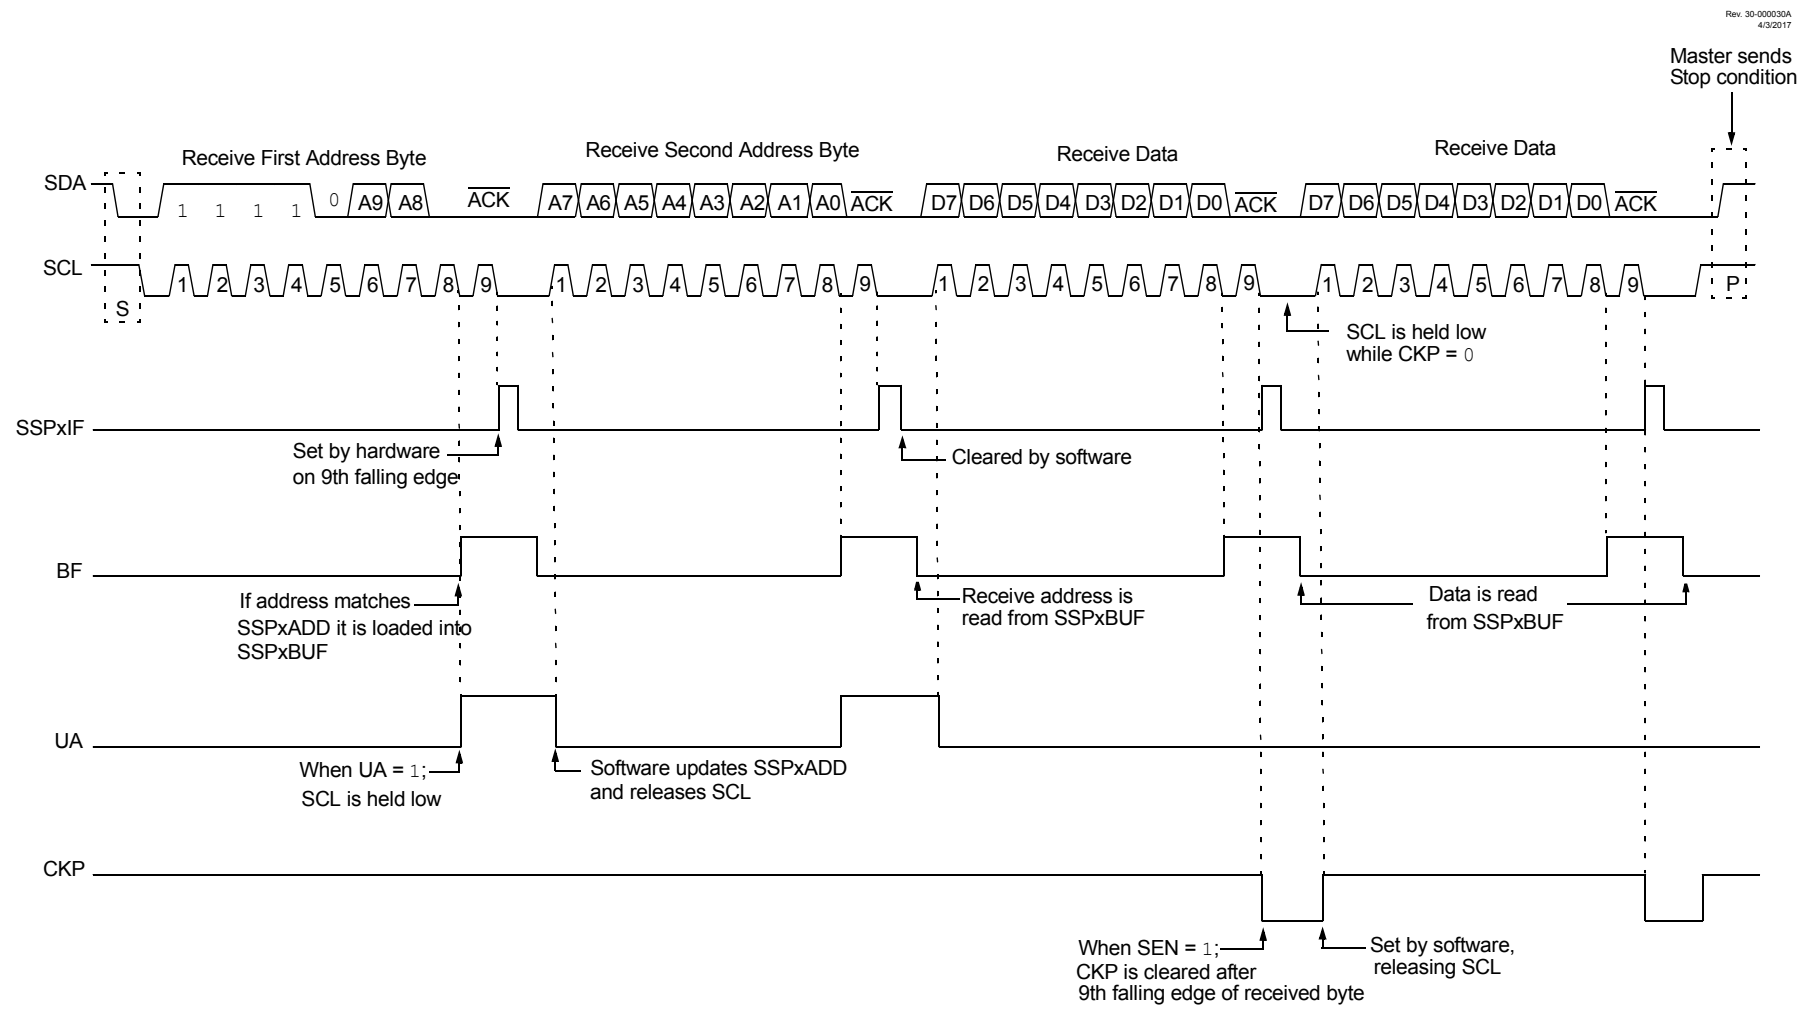 Rev. 30-000030A
4/3/2017
Master sends
Stop condition
Receive First Address Byte
Receive Second Address Byte
Receive Data
Receive Data
SDA
1 1 1 1 0 A9 A8 ACK A7 A6 A5 A4 A3 A2 A1 A0 ACK D7 D6 D5 D4 D3 D2 D1 D0 ACK D7 D6 D5 D4 D3 D2 D1 D0 ACK
SCL
1 2 3 4 5 6 7 8 9 1 2 3 4 5 6 7 8 9 1 2 3 4 5 6 7 8 9 1 2 3 4 5 6 7 8 9 P
S
SCL is held low
while CKP = 0
SSPxIF
Set by hardware
on 9th falling edge
Cleared by software
BF
If address matches
SSPxADD it is loaded into
SSPxBUF
Receive address is
read from SSPxBUF
Data is read
from SSPxBUF
UA
When UA = 1;
SCL is held low
Software updates SSPxADD
and releases SCL
CKP
When SEN = 1;
CKP is cleared after
9th falling edge of received byte
Set by software,
releasing SCL